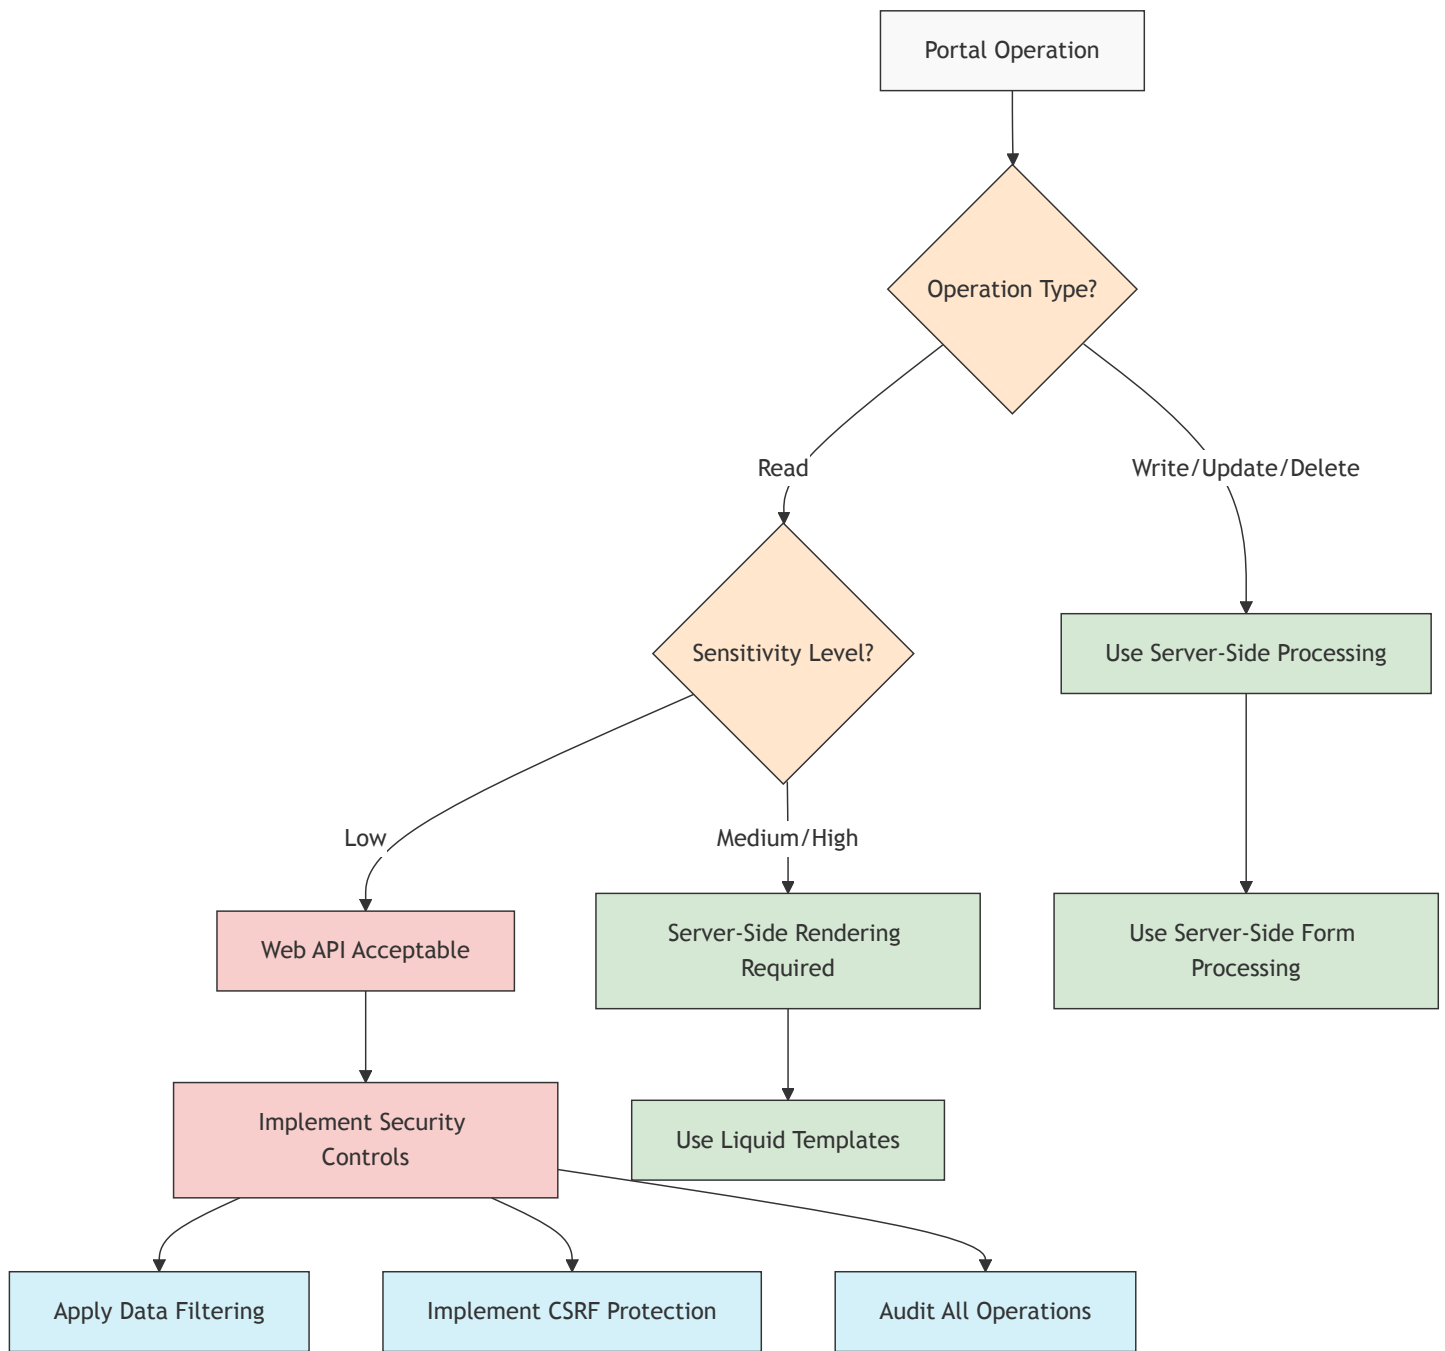 Portal Operation
Operation Type?
Read
Write/Update/Delete
Sensitivity Level?
Use Server-Side Processing
Low
Medium/High
Web API Acceptable
Server-Side Rendering
Required
Use Server-Side Form
Processing
Implement Security
Controls
Use Liquid Templates
Apply Data Filtering
Implement CSRF Protection
Audit All Operations